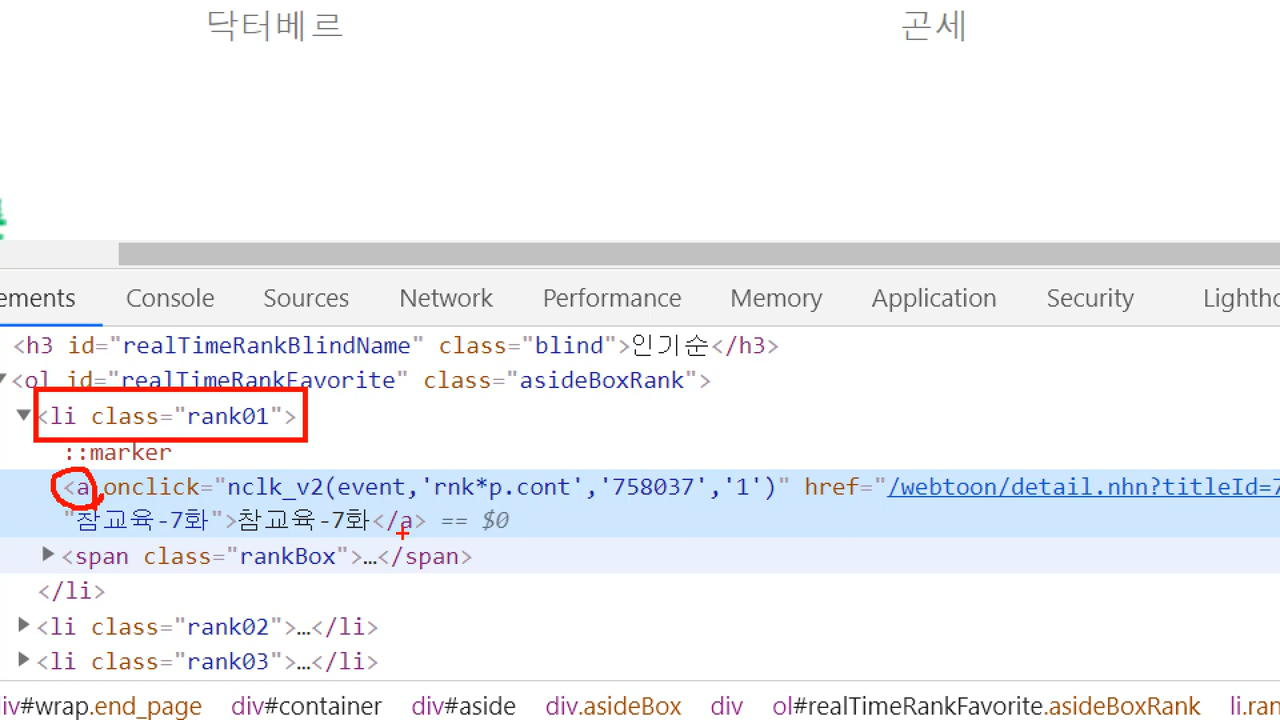 닥터베르 곤세
ements Console Sources Network Performance Memory Application Security Lightho
<h3 id="realTimeRankBlindName" class="blind">인기순</h3>
<ol id="realTimeRankFavorite" class="asideBoxRank">
<li class="rank01">
::marker
<a onclick="nclk_v2(event,'rnk*p.cont','758037','1')" href="/webtoon/detail.nhn?titleId=7
"참교육-7화">참교육-7화</a> == $0
<span class="rankBox">…</span>
</li>
<li class="rank02">…</li>
<li class="rank03">…</li>
div#wrap.end_page div#container div#aside div.asideBox div ol#realTimeRankFavorite.asideBoxRank li.ran